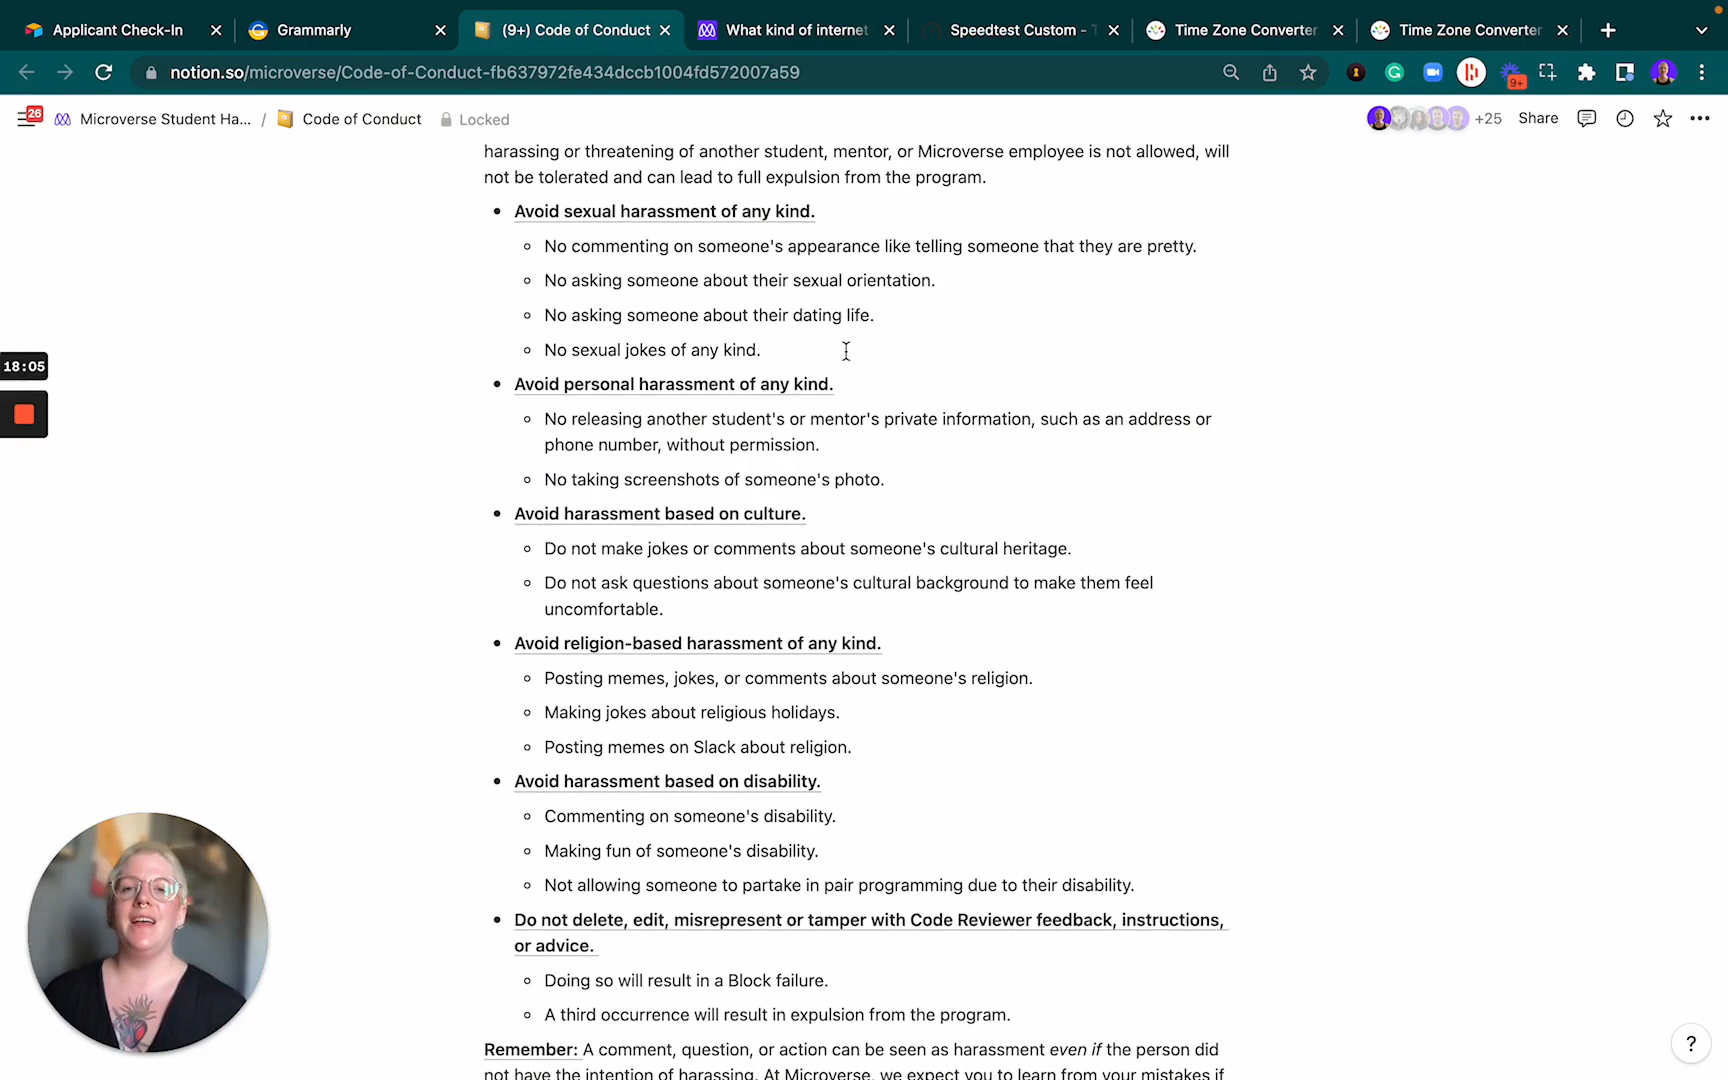 Applicant Check-In
Grammarly
(9+) Code of Conduct
What kind of internet
Speedtest Custom -
Time Zone Converter
Time Zone Converter
notion.so/microverse/Code-of-Conduct-fb637972fe434dccb1004fd572007a59
9+
26
Microverse Student Ha... / Code of Conduct Locked
+25 Share
harassing or threatening of another student, mentor, or Microverse employee is not allowed, will
not be tolerated and can lead to full expulsion from the program.
Avoid sexual harassment of any kind.
No commenting on someone's appearance like telling someone that they are pretty.
No asking someone about their sexual orientation.
No asking someone about their dating life.
No sexual jokes of any kind.
18:05
Avoid personal harassment of any kind.
No releasing another student's or mentor's private information, such as an address or
phone number, without permission.
No taking screenshots of someone's photo.
Avoid harassment based on culture.
Do not make jokes or comments about someone's cultural heritage.
Do not ask questions about someone's cultural background to make them feel
uncomfortable.
Avoid religion-based harassment of any kind.
Posting memes, jokes, or comments about someone's religion.
Making jokes about religious holidays.
Posting memes on Slack about religion.
Avoid harassment based on disability.
Commenting on someone's disability.
Making fun of someone's disability.
Not allowing someone to partake in pair programming due to their disability.
Do not delete, edit, misrepresent or tamper with Code Reviewer feedback, instructions,
or advice.
Doing so will result in a Block failure.
A third occurrence will result in expulsion from the program.
Remember: A comment, question, or action can be seen as harassment even if the person did
not have the intention of harassing. At Microverse, we expect you to learn from your mistakes if
?